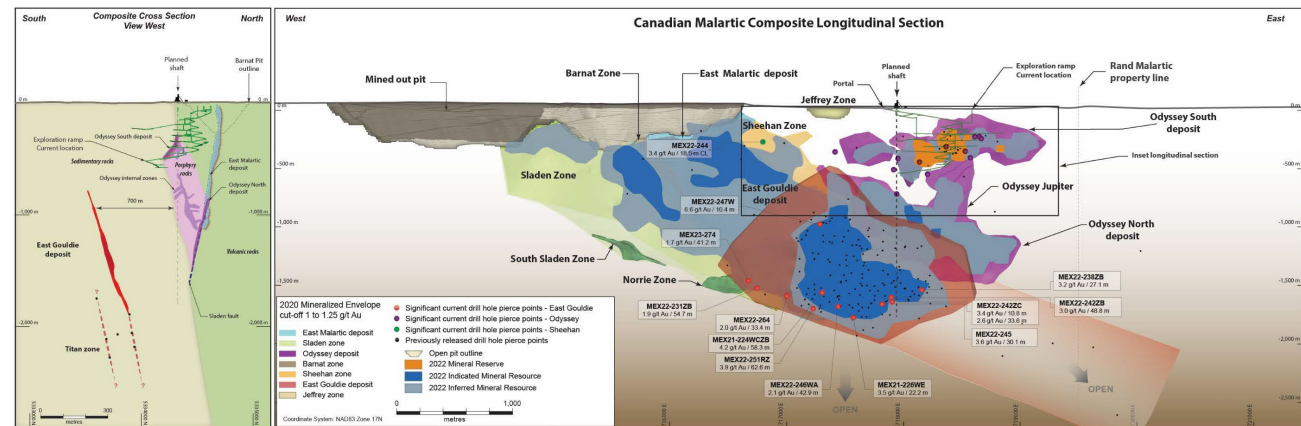 South
Composite Cross Section
View West
North
Planned
shaft
Barnat Pit
outline
0 m
0 m
Exploration ramp
Current location
Odyssey South
deposit
Sedimentary rocks
Porphyry
rocks
Odyssey internal zones
East Malartic
deposit
Odyssey North
deposit
700 m
-1,000 m
-1,000 m
East Gouldie
deposit
Volcanic rocks
Sladen fault
-2,000 m
-2,000 m
Titan zone
?
?
?
?
0
300
metres
West
Canadian Malartic Composite Longitudinal Section
East
Mined out pit
Barnat Zone
East Malartic deposit
Jeffrey Zone
Portal
Planned
shaft
Exploration ramp
Current location
Rand Malartic
property line
0 m
0 m
Sheehan Zone
Odyssey South
deposit
MEX22-244
3.4 g/t Au / 18.5 m CL
-500 m
-500 m
Inset longitudinal section
Sladen Zone
East Gouldie
deposit
Odyssey Jupiter
MEX22-247W
6.6 g/t Au / 10.4 m
-1,000 m
-1,000 m
Odyssey North
deposit
MEX23-274
1.7 g/t Au / 41.2 m
South Sladen Zone
Norrie Zone
-1,500 m
-1,500 m
MEX22-238ZB
3.2 g/t Au / 27.1 m
MEX22-231ZB
1.9 g/t Au / 54.7 m
MEX22-242ZC
3.4 g/t Au / 10.8 m
2.6 g/t Au / 33.6 m
MEX22-242ZB
3.0 g/t Au / 48.8 m
MEX22-264
2.0 g/t Au / 33.4 m
MEX22-245
3.6 g/t Au / 30.1 m
MEX21-224WCZB
4.2 g/t Au / 58.3 m
-2,000 m
MEX22-251RZ
3.9 g/t Au / 62.6 m
MEX22-246WA
2.1 g/t Au / 42.9 m
MEX21-226WE
3.5 g/t Au / 22.2 m
OPEN
OPEN
-2,500 m
2020 Mineralized Envelope
cut-off 1 to 1.25 g/t Au
East Malartic deposit
Sladen zone
Odyssey deposit
Barnat zone
Sheehan zone
East Gouldie deposit
Jeffrey zone
Significant current drill hole pierce points - East Gouldie
Significant current drill hole pierce points - Odyssey
Significant current drill hole pierce points - Sheehan
Previously released drill hole pierce points
Open pit outline
2022 Mineral Reserve
2022 Indicated Mineral Resource
2022 Inferred Mineral Resource
0
1,000
metres
Coordinate System: NAD83 Zone 17N